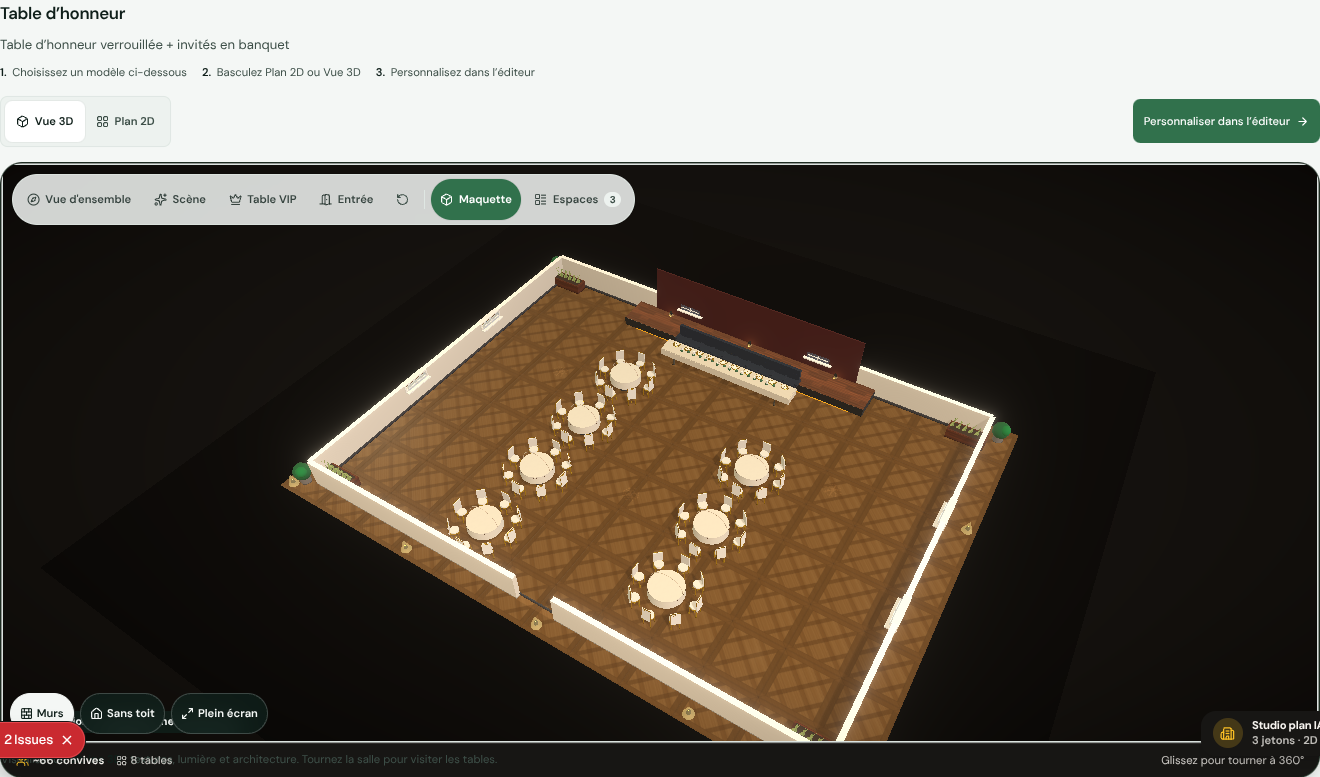 Table d'honneur
Table d'honneur verrouillée + invités en banquet
1. Choisissez un modèle ci-dessous 2. Basculez Plan 2D ou Vue 3D 3. Personnalisez dans l'éditeur
Vue 3D Plan 2D
Personnaliser dans l'éditeur →
Vue d'ensemble Scène Table VIP Entrée Maquette Espaces 3
Murs Sans toit Plein écran
2 Issues ×
Studio plan IA
3 jetons · 2D
~66 convives 8 tables lumière et architecture. Tournez la salle pour visiter les tables.
Glissez pour tourner à 360°